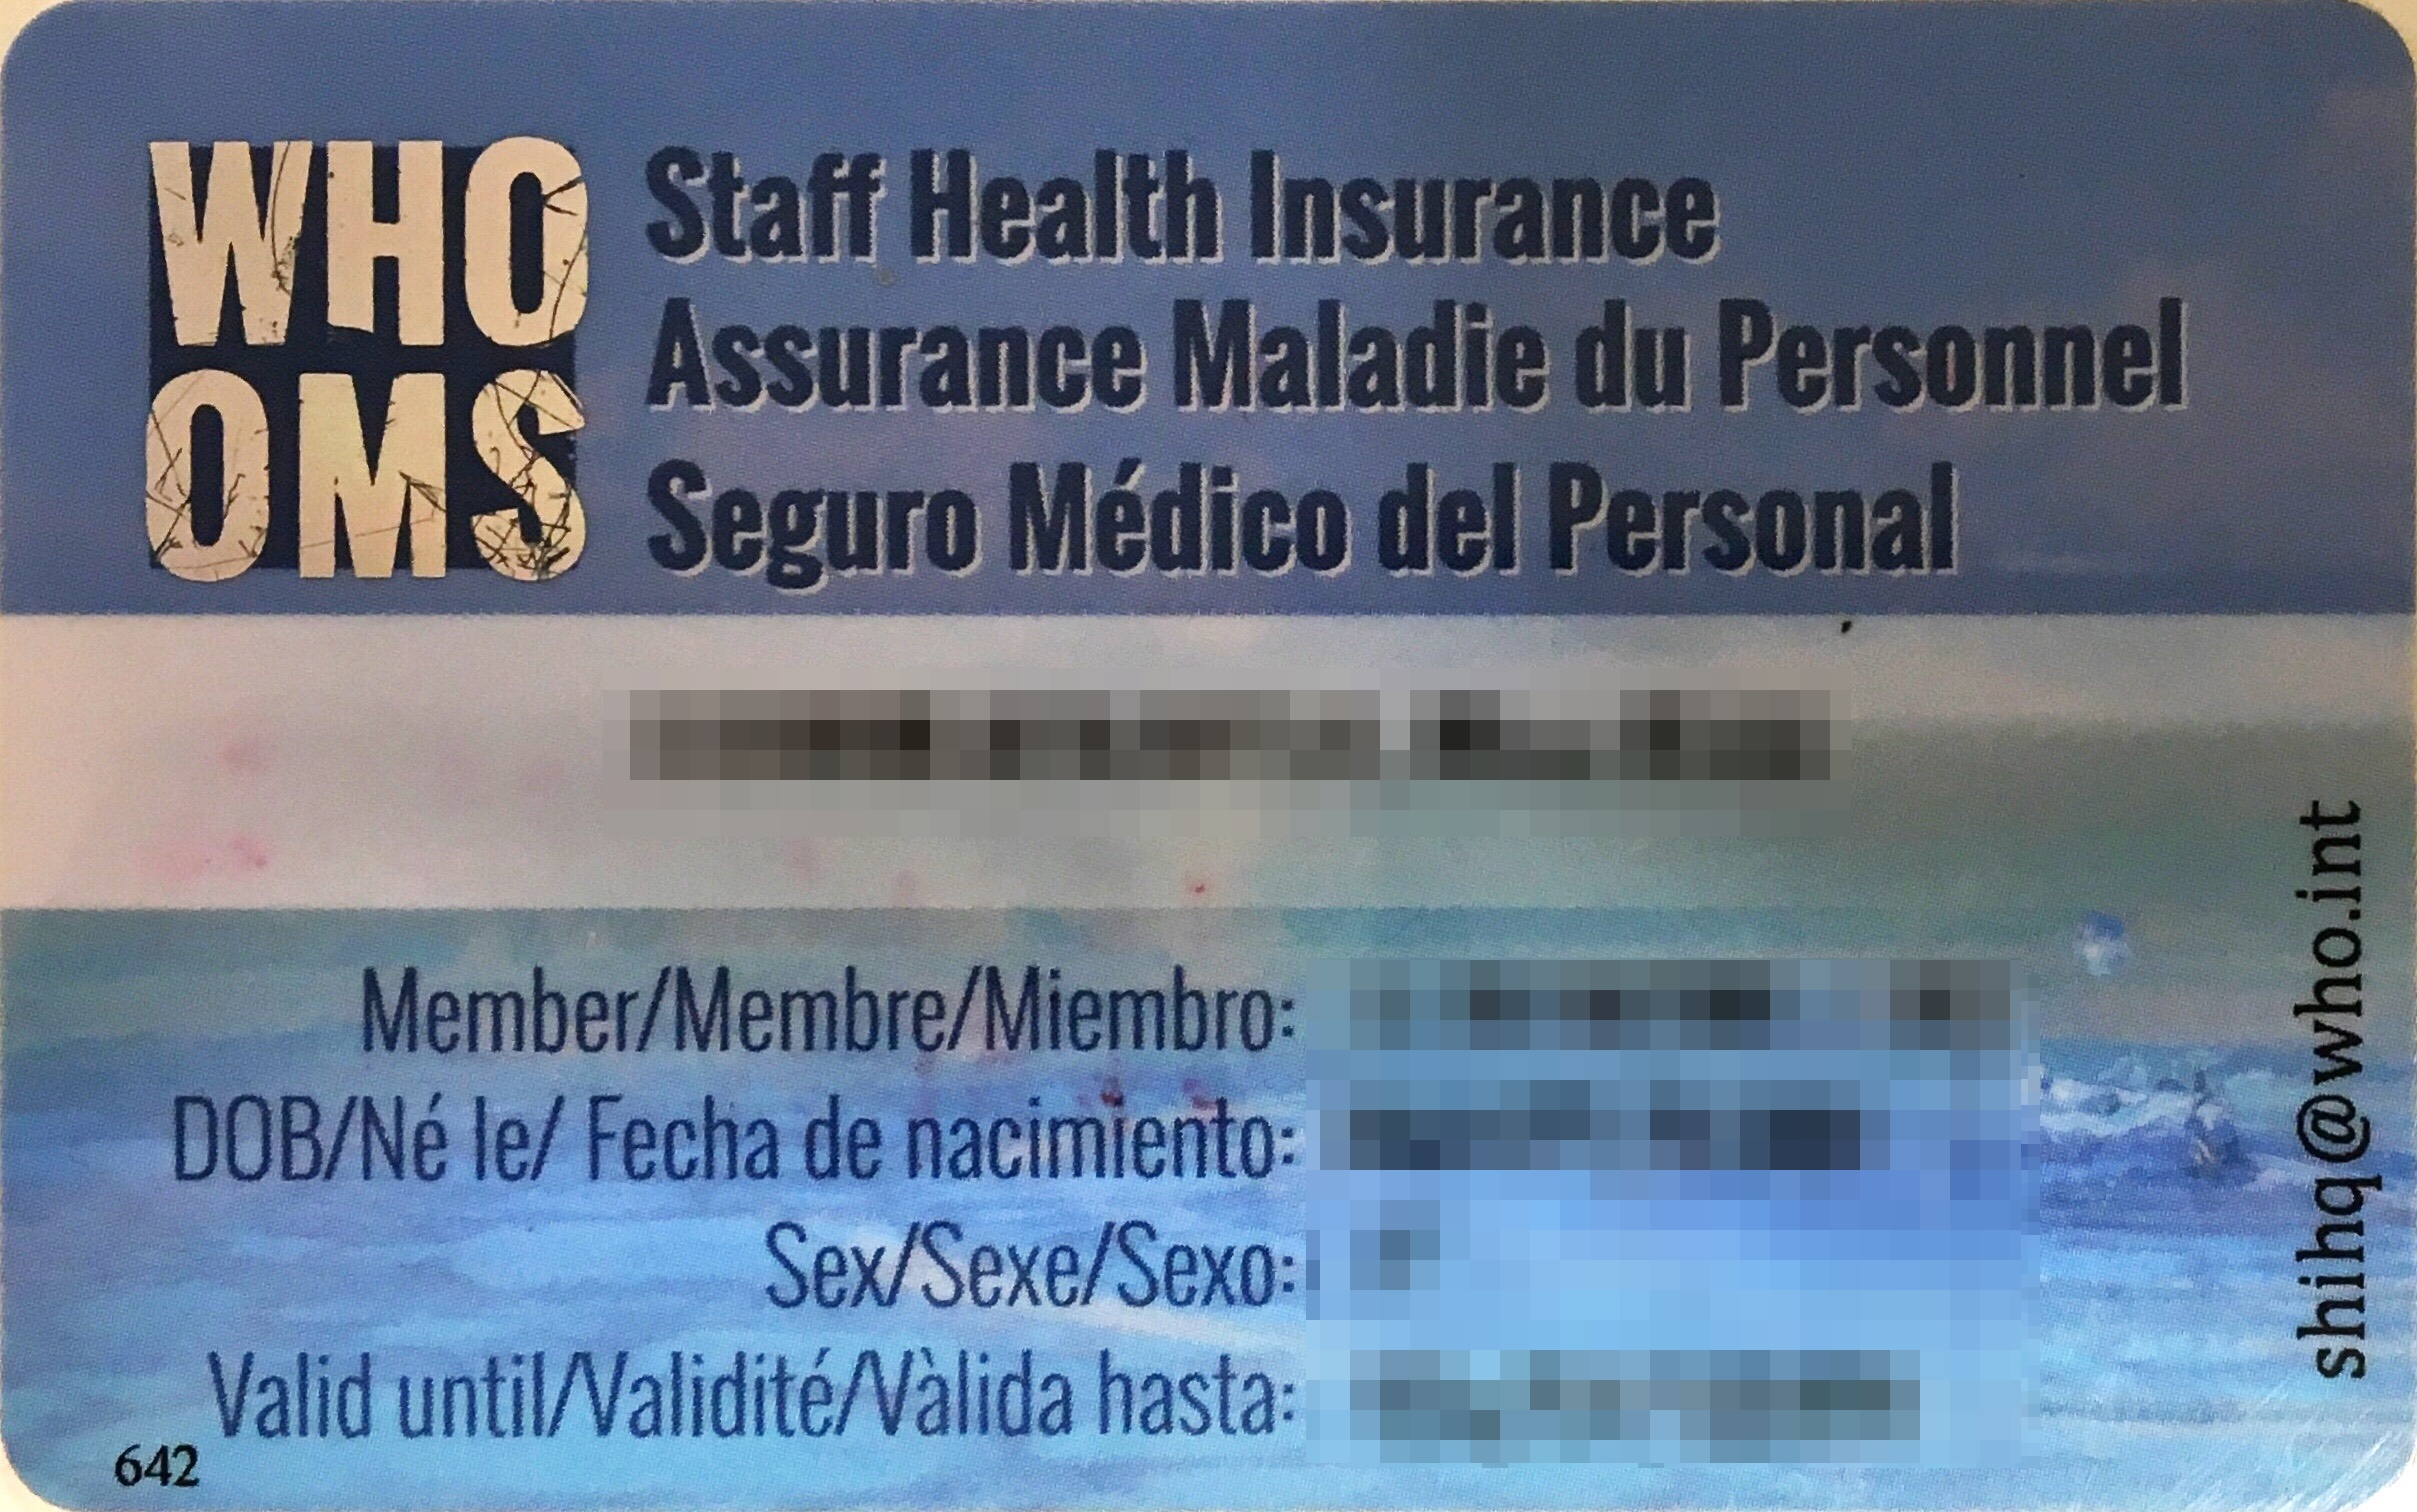 WHO
OMS
Staff Health Insurance
Assurance Maladie du Personnel
Seguro Médico del Personal
Member/Membre/Miembro:
DOB/Né le/ Fecha de nacimiento:
Sex/Sexe/Sexo:
Valid until/Validité/Vàlida hasta:
642
shihq@who.int